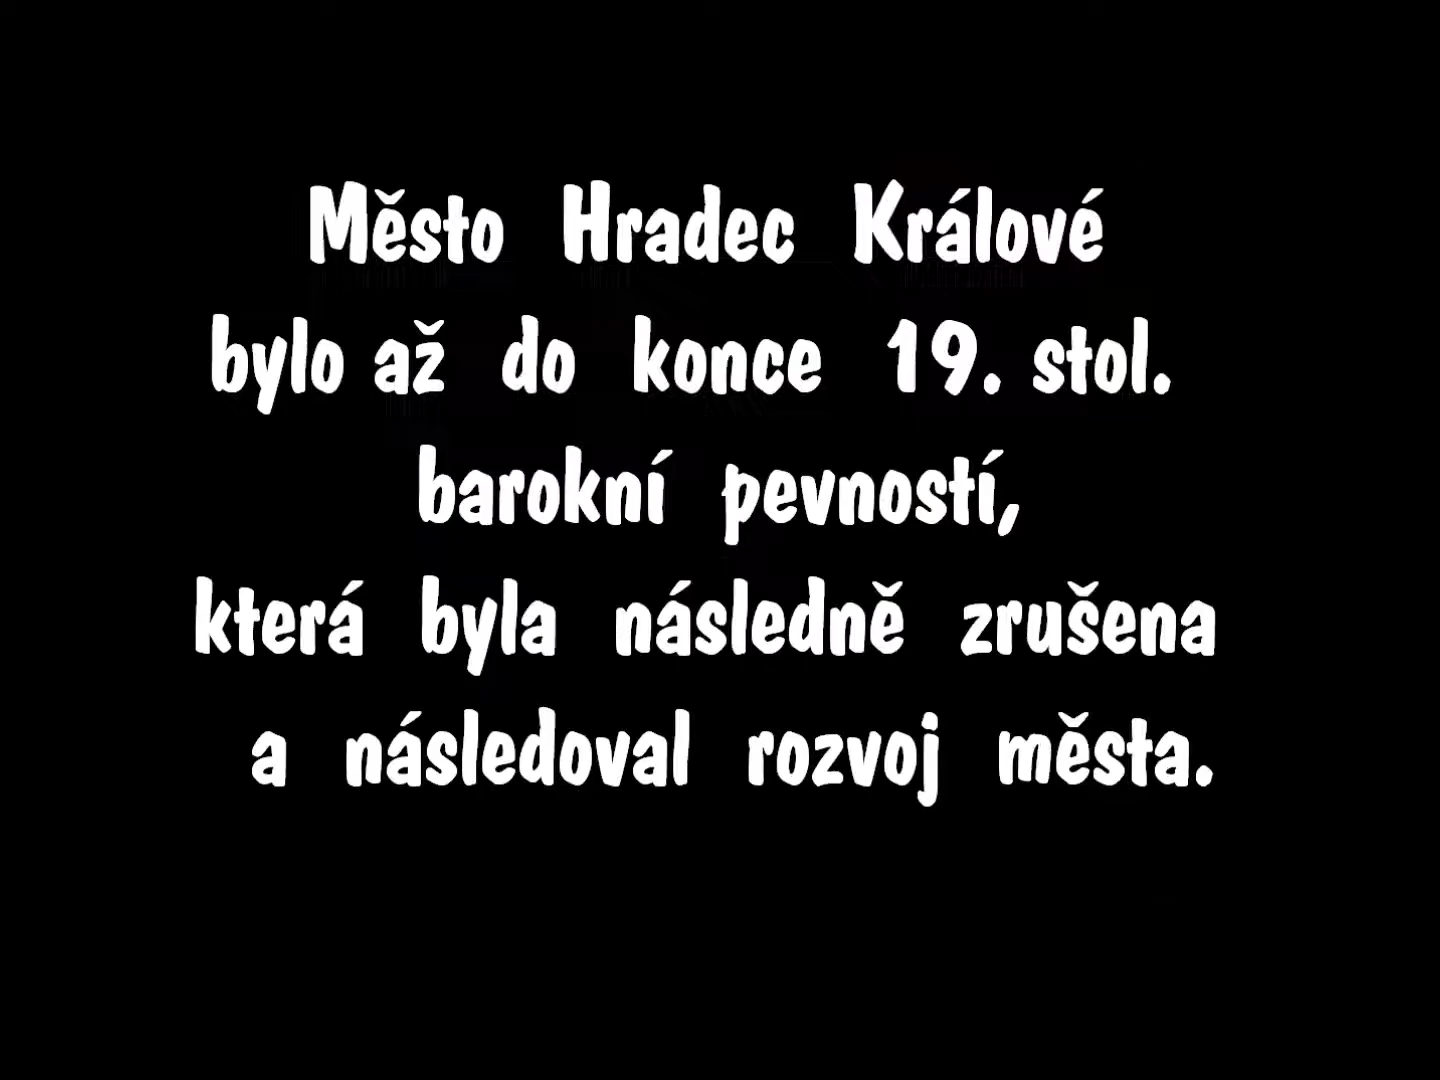 Město Hradec Králové
bylo až do konce 19. stol.
barokní pevností,
která byla následně zrušena
a následoval rozvoj města.